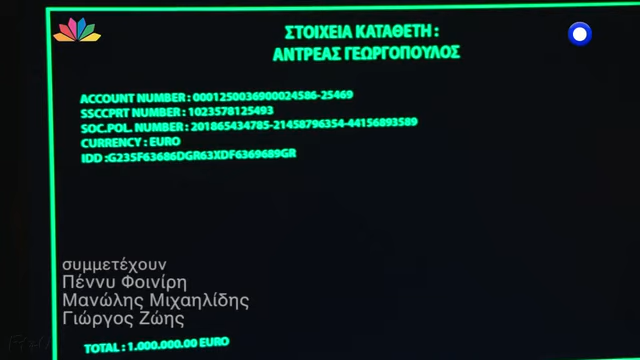 ΣΤΟΙΧΕΙΑ ΚΑΤΑΘΕΤΗ :
ΑΝΤΡΕΑΣ ΓΕΩΡΓΟΠΟΥΛΟΣ
ACCOUNT NUMBER : 0001250036900024586-25469
SSCCPRT NUMBER : 1023578125493
SOC.POL. NUMBER : 201865434785-21458796354-44156893589
CURRENCY : EURO
IDD :G235F63686DGR63XDF6369689GR
συμμετέχουν
Πέννυ Φοινίρη
Μανώλης Μιχαηλίδης
Γιώργος Ζώης
TOTAL : 1.000.000.00 EURO